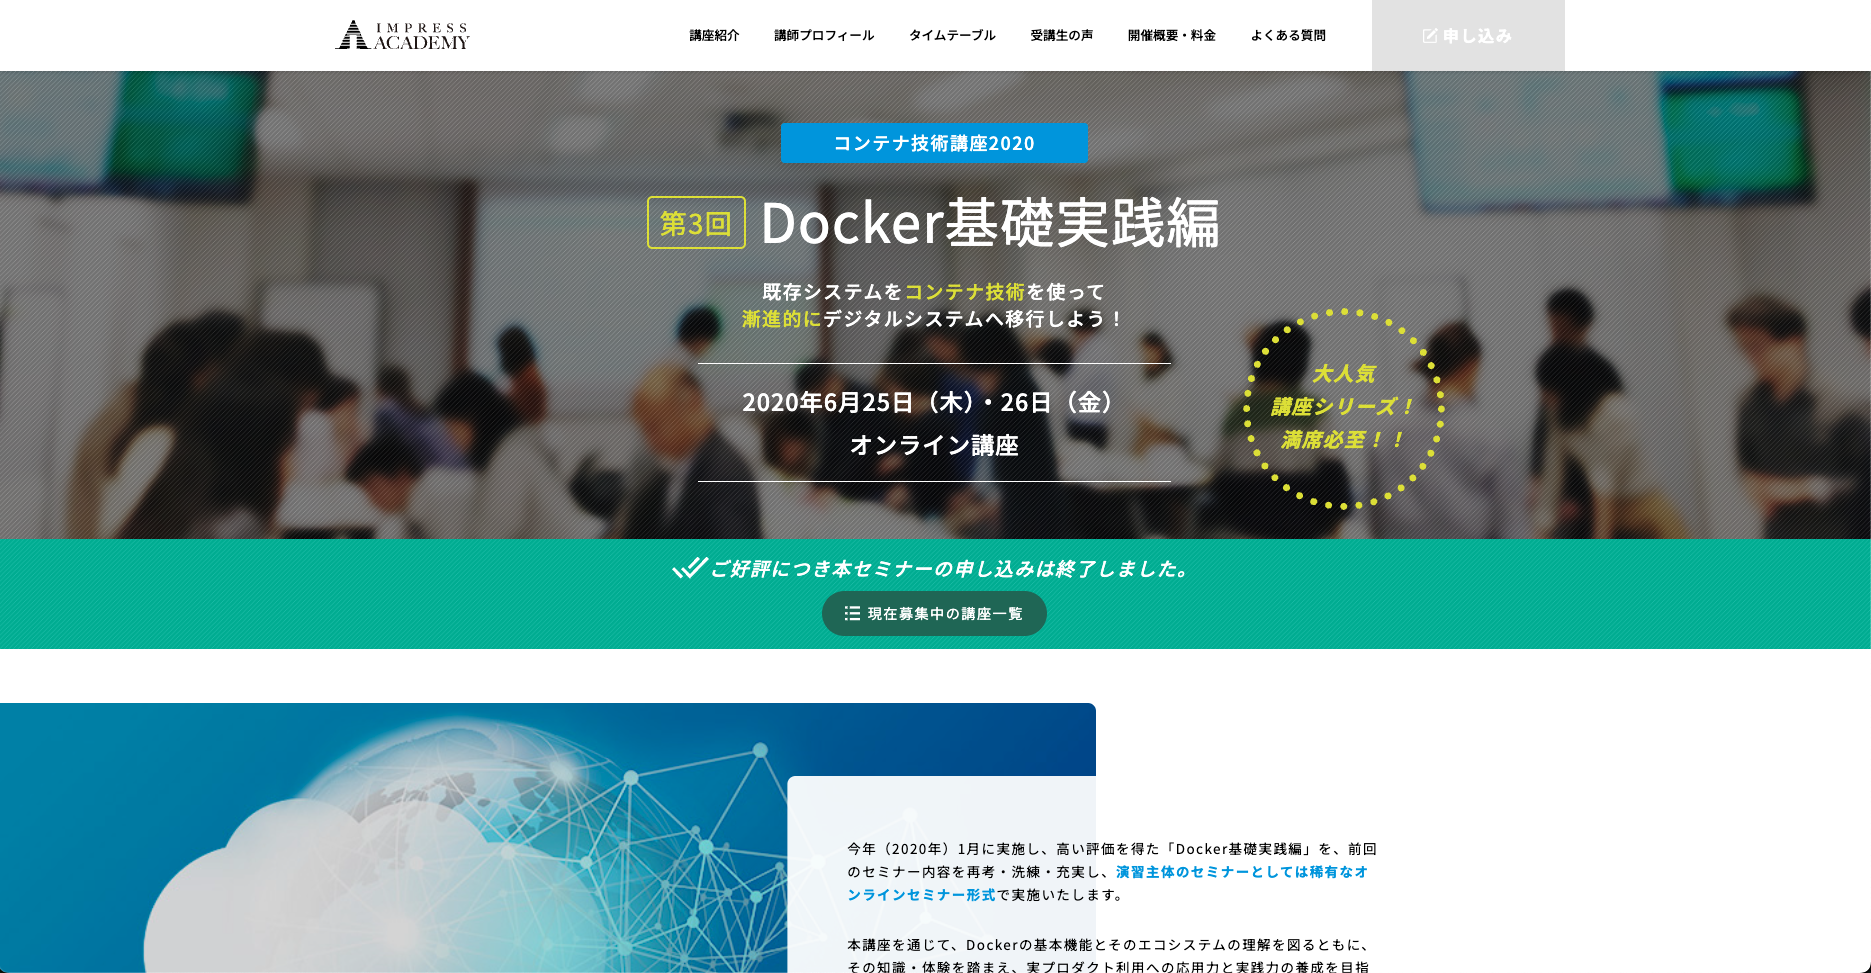 IMPRESS
ACADEMY
講座紹介
講師プロフィール
タイムテーブル
受講生の声
開催概要・料金
よくある質問
申し込み
コンテナ技術講座2020
第3回 Docker基礎実践編
既存システムをコンテナ技術を使って
漸進的にデジタルシステムへ移行しよう！
2020年6月25日（木）・26日（金）
オンライン講座
大人気
講座シリーズ！
満席必至！！
ご好評につき本セミナーの申し込みは終了しました。
現在募集中の講座一覧
今年（2020年）1月に実施し、高い評価を得た「Docker基礎実践編」を、前回
のセミナー内容を再考・洗練・充実し、演習主体のセミナーとしては稀有なオ
ンラインセミナー形式で実施いたします。
本講座を通じて、Dockerの基本機能とそのエコシステムの理解を図るともに、
その知識・体験を踏まえ、実プロダクト利用への応用力と実践力の養成を目指